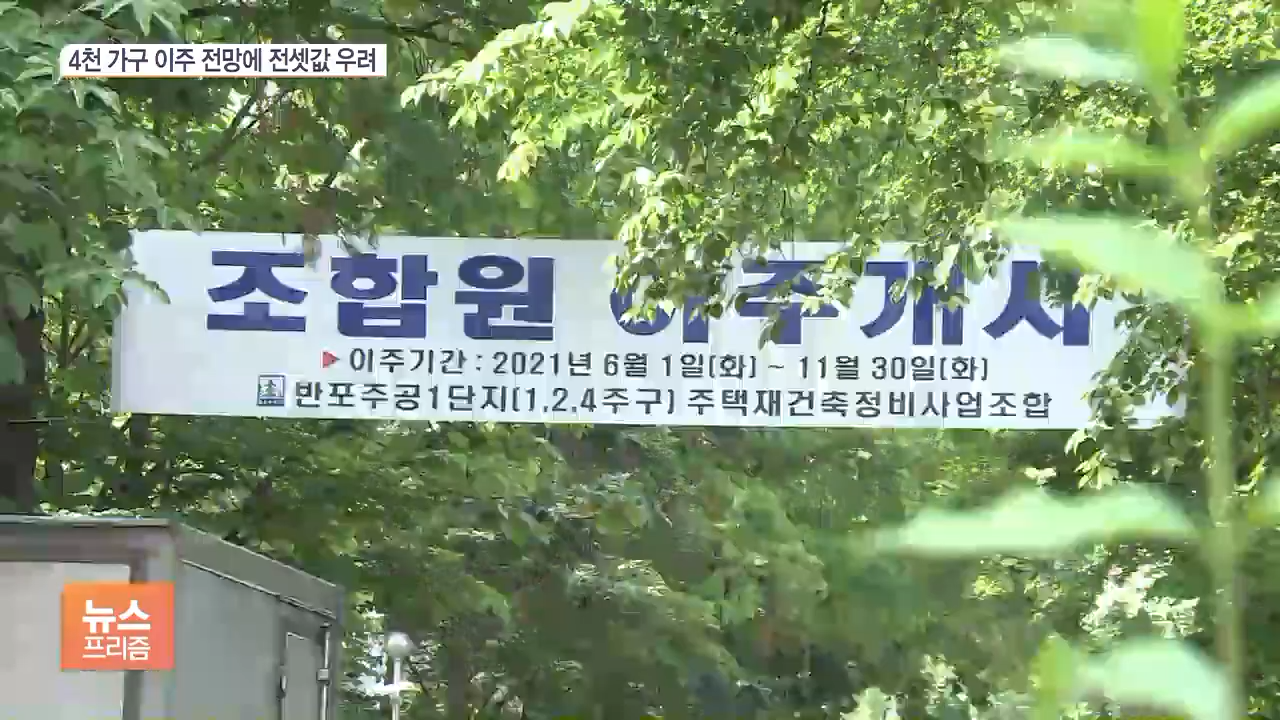 4천 가구 이주 전망에 전셋값 우려
조합원 이주개시
▶ 이주기간 : 2021년 6월 1일(화) ~ 11월 30일(화)
반포주공1단지(1,2,4주구) 주택재건축정비사업조합
뉴스
프리즘